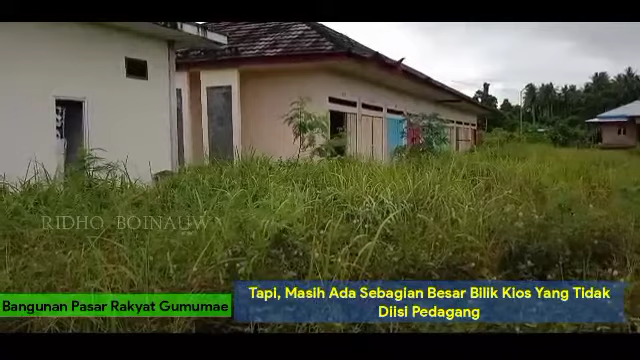 RIDHO BOINAUW
Tapi, Masih Ada Sebagian Besar Bilik Kios Yang Tidak
Diisi Pedagang
Bangunan Pasar Rakyat Gumumae